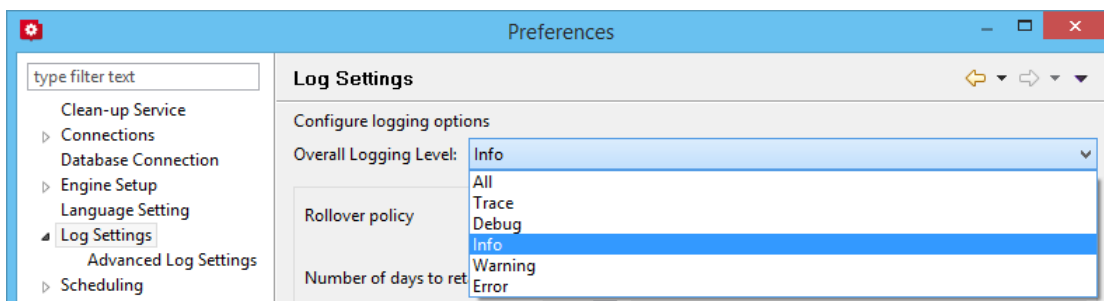 Preferences
type filter text
Clean-up Service
Connections
Database Connection
Engine Setup
Language Setting
Log Settings
Advanced Log Settings
Scheduling
Log Settings
Configure logging options
Overall Logging Level: Info
All
Trace
Debug
Info
Warning
Error
Rollover policy
Number of days to ret